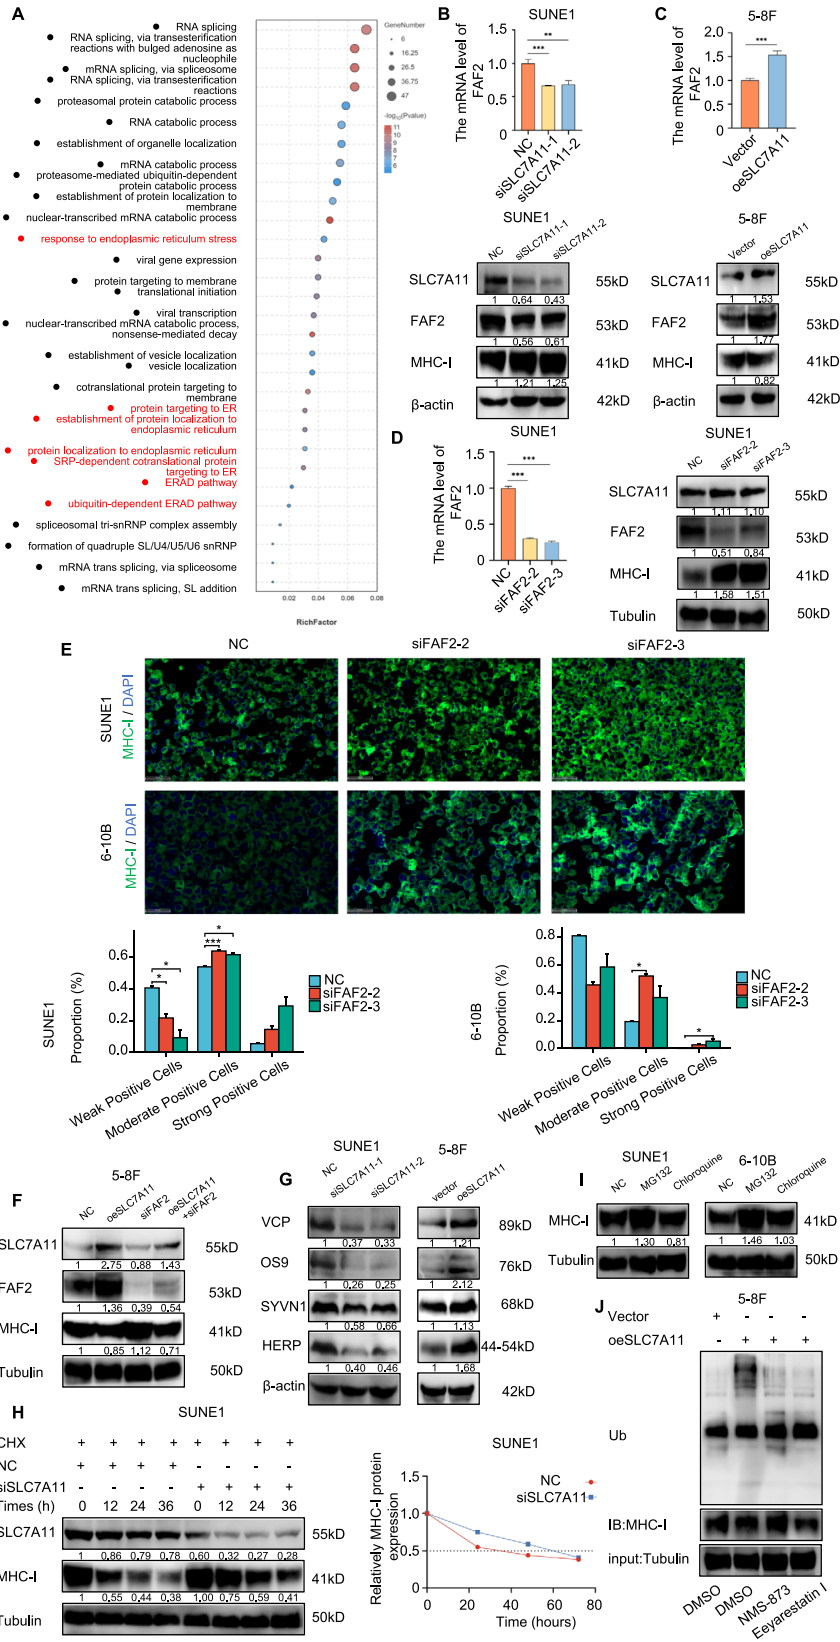 A
RNA splicing
RNA splicing, via transesterification
reactions with bulged adenosine as
nucleophile
mRNA splicing, via spliceosome
RNA splicing, via transesterification
reactions
proteasomal protein catabolic process
RNA catabolic process
establishment of organelle localization
mRNA catabolic process
proteasome-mediated ubiquitin-dependent
protein catabolic process
establishment of protein localization to
membrane
nuclear-transcribed mRNA catabolic process
response to endoplasmic reticulum stress
viral gene expression
protein targeting to membrane
translational initiation
viral transcription
nuclear-transcribed mRNA catabolic process,
nonsense-mediated decay
establishment of vesicle localization
vesicle localization
cotranslational protein targeting to
membrane
protein targeting to ER
establishment of protein localization to
endoplasmic reticulum
protein localization to endoplasmic reticulum
SRP-dependent cotranslational protein
targeting to ER
ERAD pathway
ubiquitin-dependent ERAD pathway
spliceosomal tri-snRNP complex assembly
formation of quadruple SL/U4/U5/U6 snRNP
mRNA trans splicing, via spliceosome
mRNA trans splicing, SL addition
0.02 0.04 0.06 0.08
RichFactor
GeneNumber
6
16.25
26.5
36.75
47
-log10(Pvalue)
11
10
9
8
7
6
B
SUNE1
The mRNA level of
FAF2
1.5
1.0
0.5
0.0
*** **
NC
siSLC7A11-1
siSLC7A11-2
SUNE1
NC siSLC7A11-1 siSLC7A11-2
SLC7A11 55kD
1 0.64 0.43
FAF2 53kD
1 0.56 0.61
MHC-I 41kD
1 1.21 1.25
β-actin 42kD
C
5-8F
The mRNA level of
FAF2
2.0
1.5
1.0
0.5
0.0
***
Vector
oeSLC7A11
5-8F
Vector oeSLC7A11
SLC7A11 55kD
1 1.53
FAF2 53kD
1 1.77
MHC-I 41kD
1 0.82
β-actin 42kD
D
SUNE1
The mRNA level of
FAF2
1.5
1.0
0.5
0
*** ***
NC
siFAF2-2
siFAF2-3
SUNE1
NC siFAF2-2 siFAF2-3
SLC7A11 55kD
1 1.11 1.10
FAF2 53kD
1 0.51 0.84
MHC-I 41kD
1 1.58 1.51
Tubulin 50kD
E
NC siFAF2-2 siFAF2-3
SUNE1
MHC-I / DAPI
6-10B
MHC-I / DAPI
SUNE1
Proportion (%)
0.6
0.4
0.2
0.0
* * *** *
NC
siFAF2-2
siFAF2-3
Weak Positive Cells
Moderate Positive Cells
Strong Positive Cells
6-10B
Proportion (%)
0.8
0.6
0.4
0.2
0.0
* *
NC
siFAF2-2
siFAF2-3
Weak Positive Cells
Moderate Positive Cells
Strong Positive Cells
F
5-8F
NC oeSLC7A11 siFAF2 oeSLC7A11
+siFAF2
SLC7A11 55kD
1 2.75 0.88 1.43
FAF2 53kD
1 1.36 0.39 0.54
MHC-I 41kD
1 0.85 1.12 0.71
Tubulin 50kD
G
SUNE1 5-8F
NC siSLC7A11-1 siSLC7A11-2 vector oeSLC7A11
VCP 89kD
1 0.37 0.33 1 1.21
OS9 76kD
1 0.26 0.25 1 2.12
SYVN1 68kD
1 0.58 0.66 1 1.13
HERP 44-54kD
1 0.40 0.46 1 1.68
β-actin 42kD
H
SUNE1
CHX + + + + + + + +
NC + + + + - - - -
siSLC7A11 - - - - + + + +
Times (h) 0 12 24 36 0 12 24 36
SLC7A11 55kD
1 0.86 0.79 0.78 0.60 0.32 0.27 0.28
MHC-I 41kD
1 0.55 0.44 0.38 1.00 0.75 0.59 0.41
Tubulin 50kD
SUNE1
Relatively MHC-I protein
expression
1.5
1.0
0.5
0.0
NC
siSLC7A11
0 20 40 60 80
Time (hours)
I
SUNE1 6-10B
NC MG132 Chloroquine NC MG132 Chloroquine
MHC-I 41kD
1 1.30 0.81 1 1.46 1.03
Tubulin 50kD
J
5-8F
Vector + - - -
oeSLC7A11 - + + +
Ub
IB:MHC-I
input:Tubulin
DMSO
DMSO
NMS-873
Eeyarestatin I